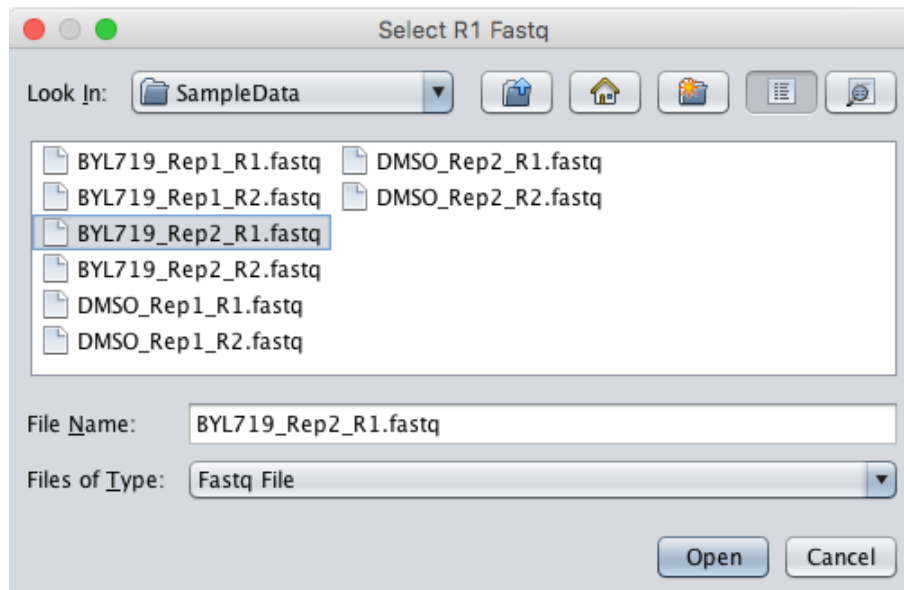 Select R1 Fastq
Look In: SampleData
BYL719_Rep1_R1.fastq DMSO_Rep2_R1.fastq
BYL719_Rep1_R2.fastq DMSO_Rep2_R2.fastq
BYL719_Rep2_R1.fastq
BYL719_Rep2_R2.fastq
DMSO_Rep1_R1.fastq
DMSO_Rep1_R2.fastq
File Name: BYL719_Rep2_R1.fastq
Files of Type: Fastq File
Open Cancel